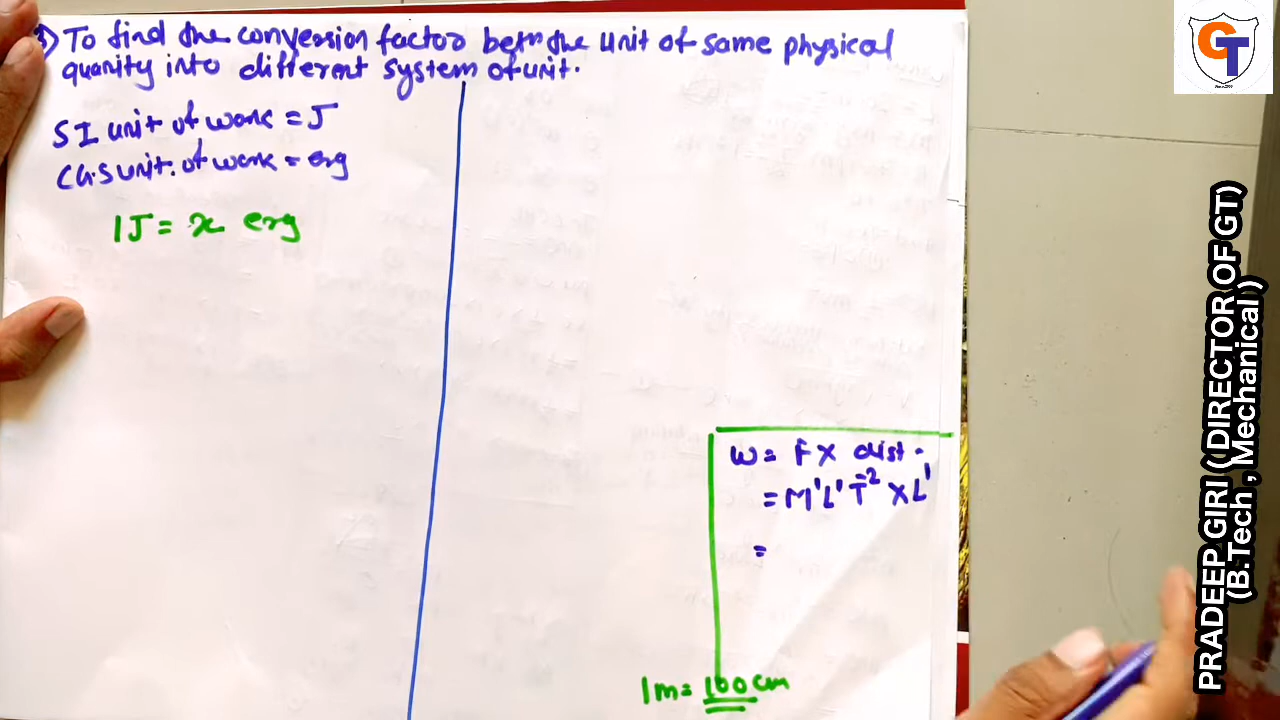 1) To find the conversion factor betn the unit of same physical
quanity into different system of unit.
SI unit of work = J
C.G.S unit. of work = erg
1J = x erg
W = F X dist.
= M¹L¹T⁻² X L¹
=
1m = 100 cm
GT
PRADEEP GIRI ( DIRECTOR OF GT)
(B.Tech , Mechanical )